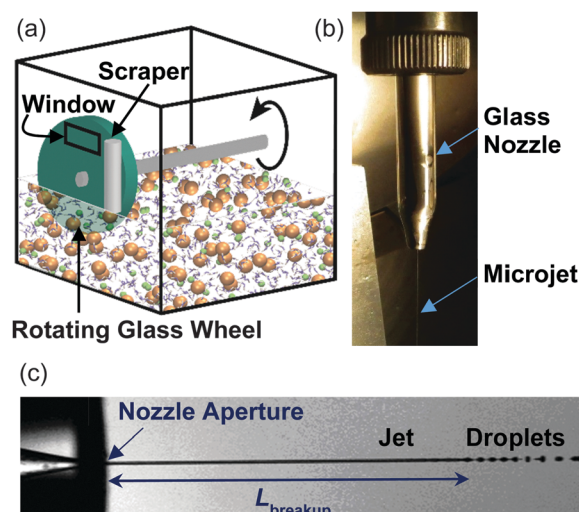 (a)
Scraper
Window
Rotating Glass Wheel
(b)
Glass
Nozzle
Microjet
(c)
Nozzle Aperture
Jet
Droplets
L breakup